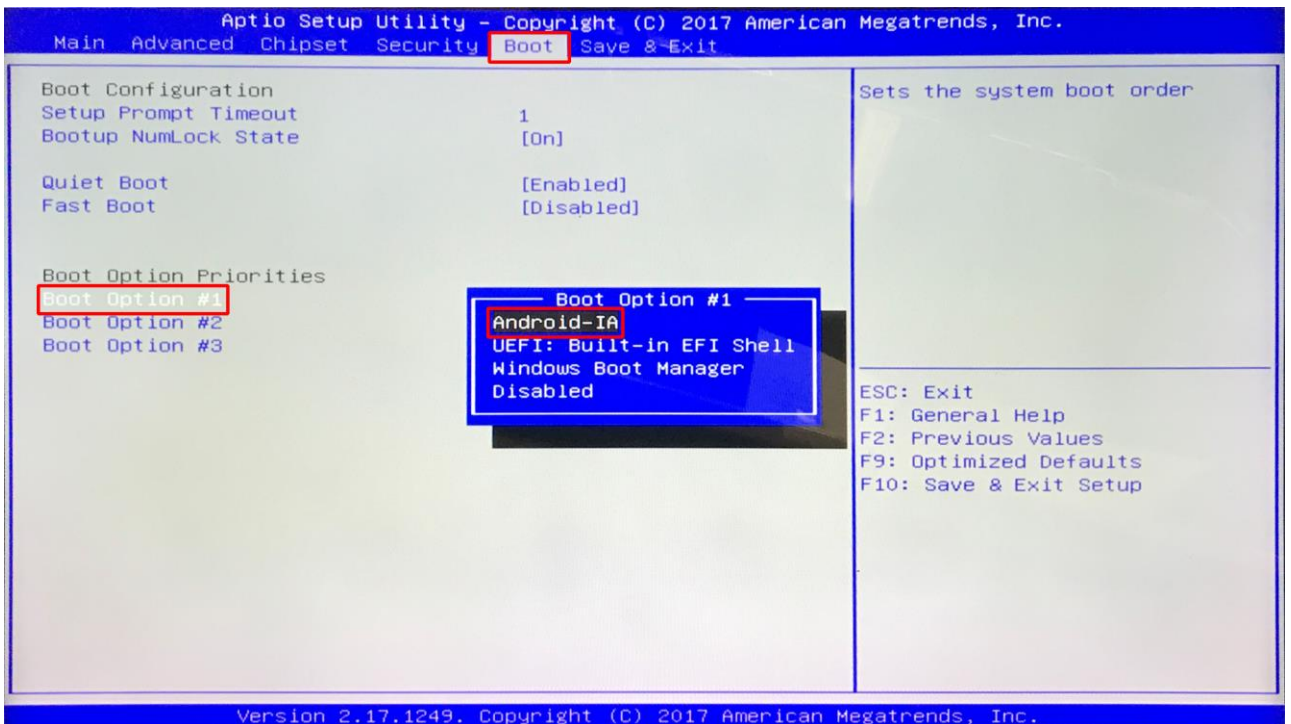 Aptio Setup Utility – Copyright (C) 2017 American Megatrends, Inc.
Main Advanced Chipset Security Boot Save & Exit
Boot Configuration
Setup Prompt Timeout 1
Bootup NumLock State [On]
Quiet Boot [Enabled]
Fast Boot [Disabled]
Boot Option Priorities
Boot Option #1
Boot Option #2
Boot Option #3
Boot Option #1
Android-IA
UEFI: Built-in EFI Shell
Windows Boot Manager
Disabled
Sets the system boot order
ESC: Exit
F1: General Help
F2: Previous Values
F9: Optimized Defaults
F10: Save & Exit Setup
Version 2.17.1249. Copyright (C) 2017 American Megatrends, Inc.